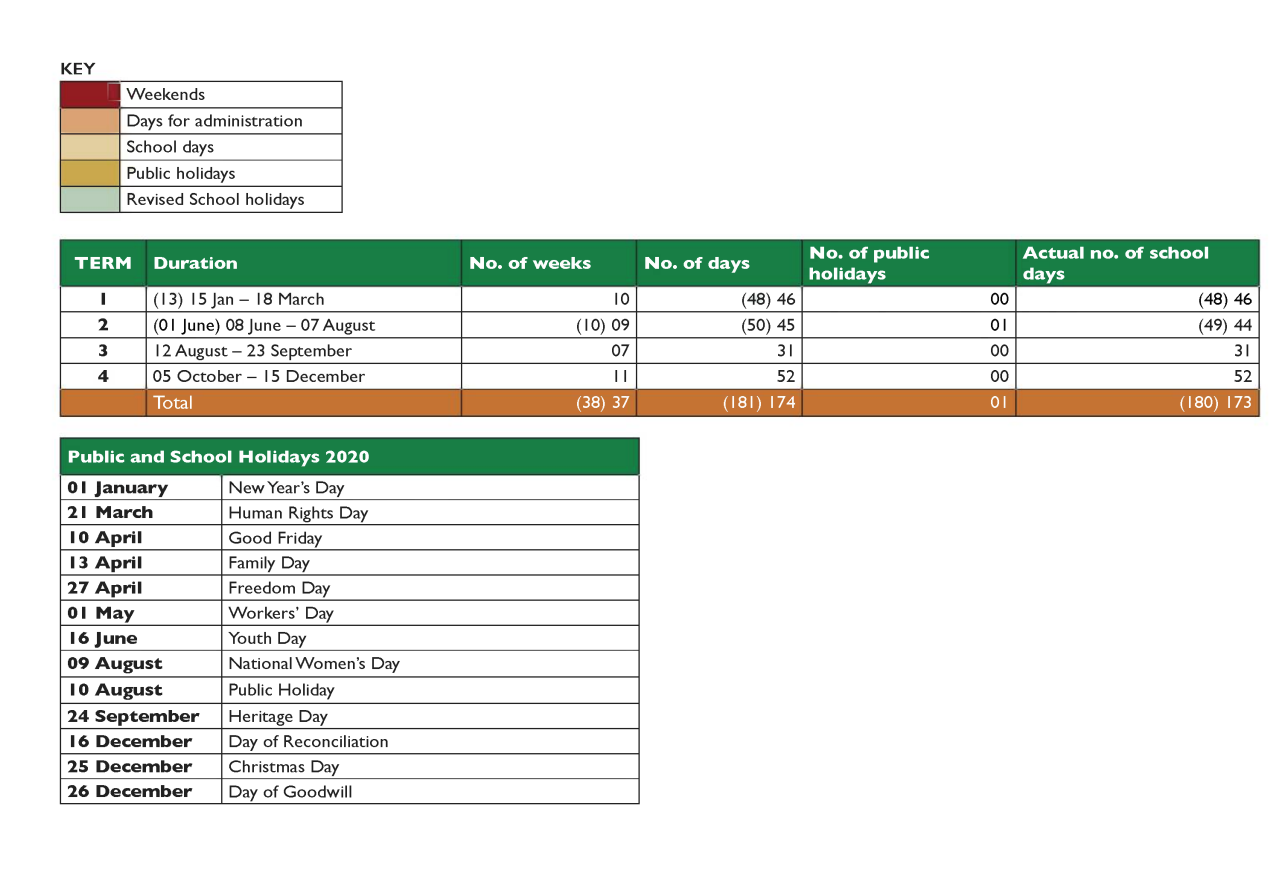 KEY
Weekends
Days for administration
School days
Public holidays
Revised School holidays
TERM Duration No. of weeks No. of days No. of public holidays Actual no. of school days
1 (13) 15 Jan – 18 March 10 (48) 46 00 (48) 46
2 (01 June) 08 June – 07 August (10) 09 (50) 45 01 (49) 44
3 12 August – 23 September 07 31 00 31
4 05 October – 15 December 11 52 00 52
Total (38) 37 (181) 174 01 (180) 173
Public and School Holidays 2020
01 January New Year’s Day
21 March Human Rights Day
10 April Good Friday
13 April Family Day
27 April Freedom Day
01 May Workers’ Day
16 June Youth Day
09 August National Women’s Day
10 August Public Holiday
24 September Heritage Day
16 December Day of Reconciliation
25 December Christmas Day
26 December Day of Goodwill